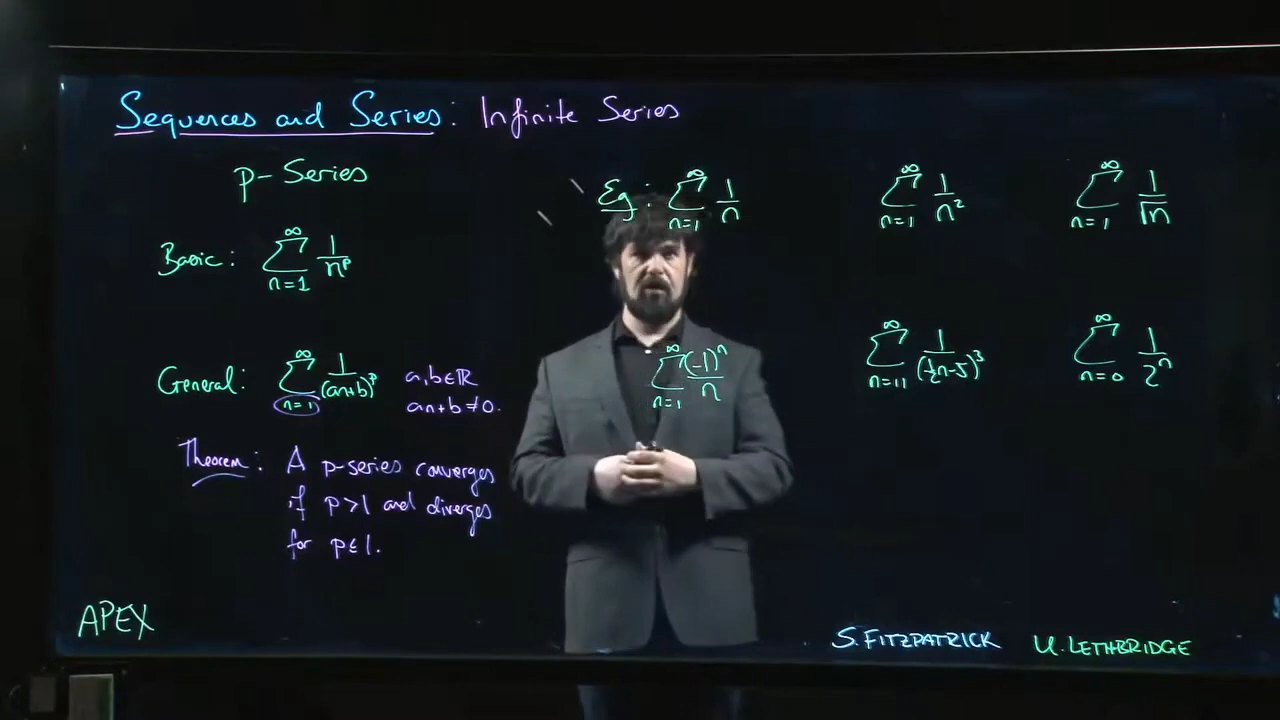 Sequences and Series: Infinite Series
p-Series
Basic: ∞ ∑ n=1 1/n^p
General: ∞ ∑ n=1 1/(an+b)^p a,b∈ℝ an+b≠0.
Theorem: A p-series converges
if p>1 and diverges
for p≤1.
Eg: ∞ ∑ n=1 1/n
∞ ∑ n=1 1/n²
∞ ∑ n=1 1/√n
∞ ∑ n=1 (-1)^n/n
∞ ∑ n=11 1/(½n-5)³
∞ ∑ n=0 1/2^n
APEX
S. FITZPATRICK U. LETHBRIDGE